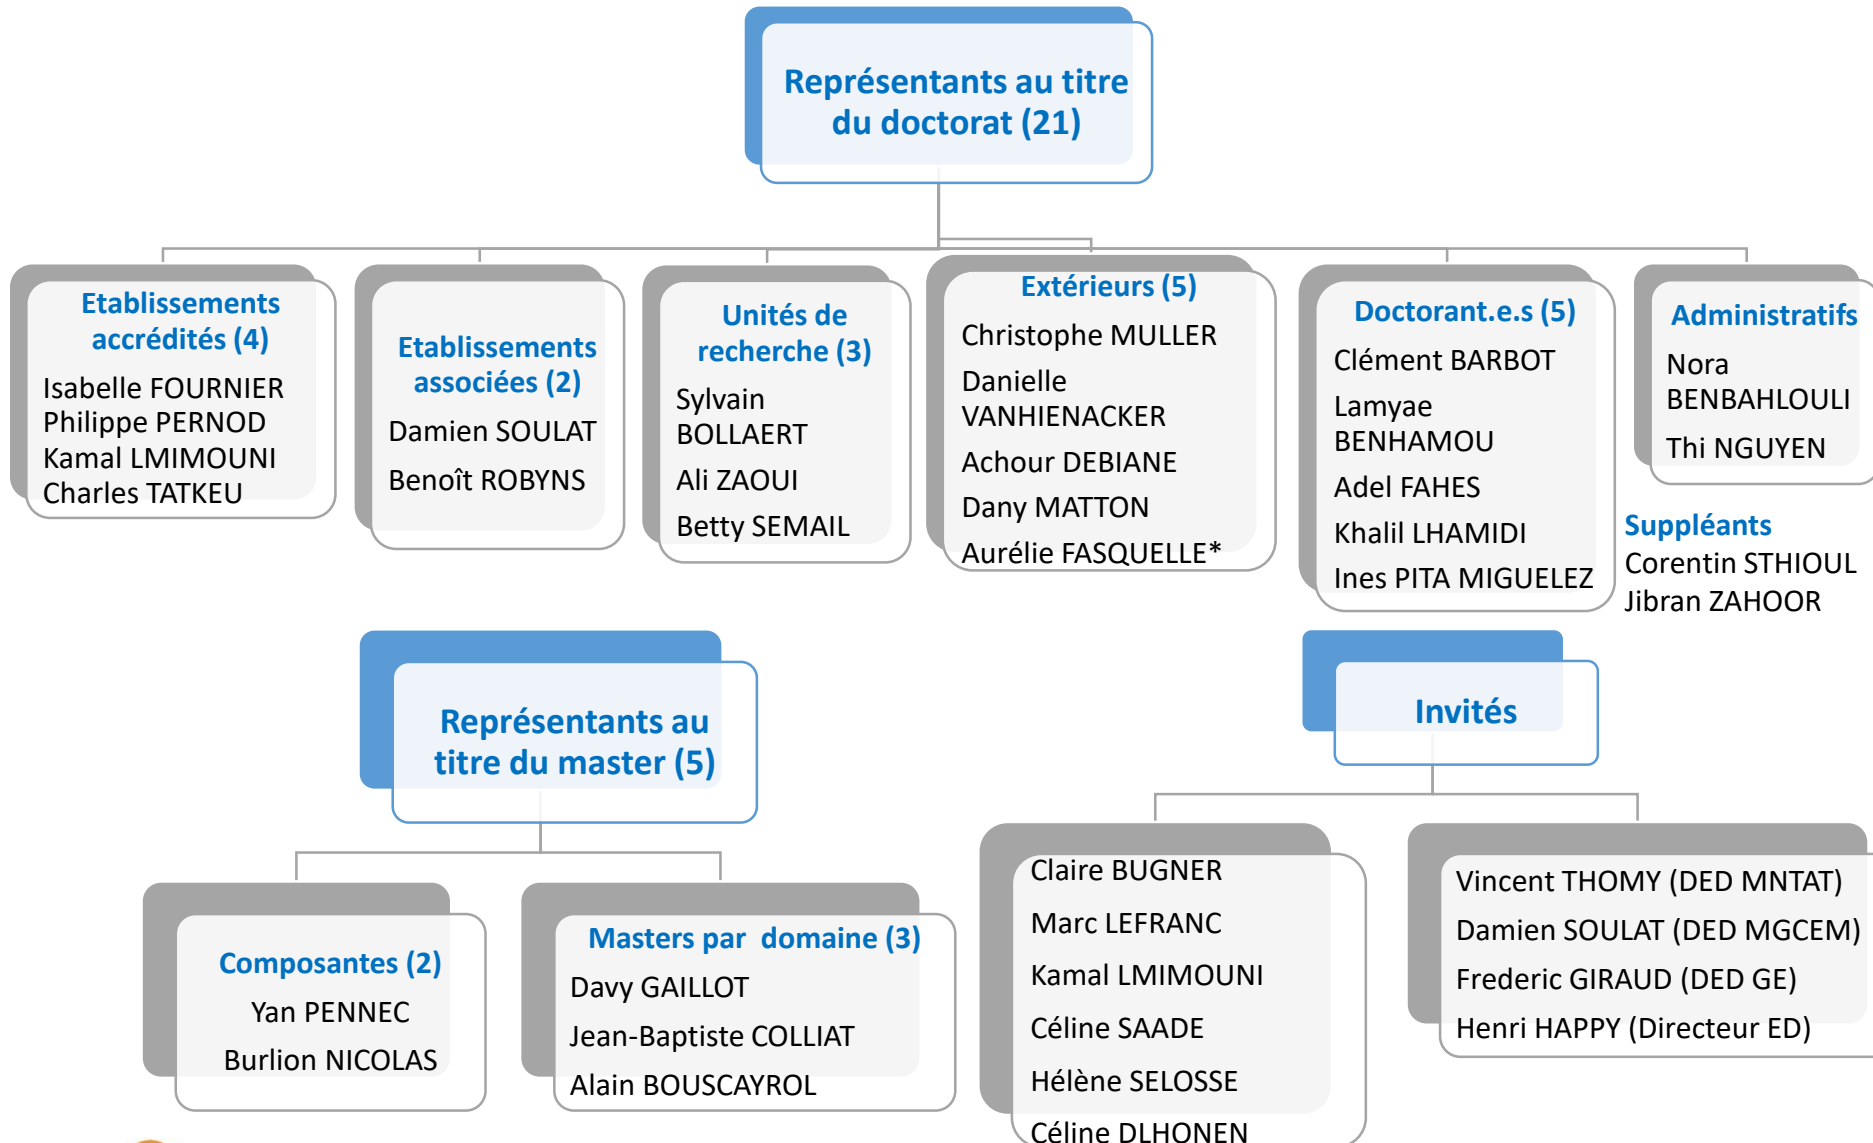 Représentants au titre
du doctorat (21)
Etablissements
accrédités (4)
Isabelle FOURNIER
Philippe PERNOD
Kamal LMIMOUNI
Charles TATKEU
Etablissements
associées (2)
Damien SOULAT
Benoît ROBYNS
Unités de
recherche (3)
Sylvain
BOLLAERT
Ali ZAOUI
Betty SEMAIL
Extérieurs (5)
Christophe MULLER
Danielle
VANHIENACKER
Achour DEBIANE
Dany MATTON
Aurélie FASQUELLE*
Doctorant.e.s (5)
Clément BARBOT
Lamyae
BENHAMOU
Adel FAHES
Khalil LHAMIDI
Ines PITA MIGUELEZ
Administratifs
Nora
BENBAHLOULI
Thi NGUYEN
Suppléants
Corentin STHIOUL
Jibran ZAHOOR
Représentants au
titre du master (5)
Composantes (2)
Yan PENNEC
Burlion NICOLAS
Masters par  domaine (3)
Davy GAILLOT
Jean-Baptiste COLLIAT
Alain BOUSCAYROL
Invités
Claire BUGNER
Marc LEFRANC
Kamal LMIMOUNI
Céline SAADE
Hélène SELOSSE
Céline DLHONEN
Vincent THOMY (DED MNTAT)
Damien SOULAT (DED MGCEM)
Frederic GIRAUD (DED GE)
Henri HAPPY (Directeur ED)